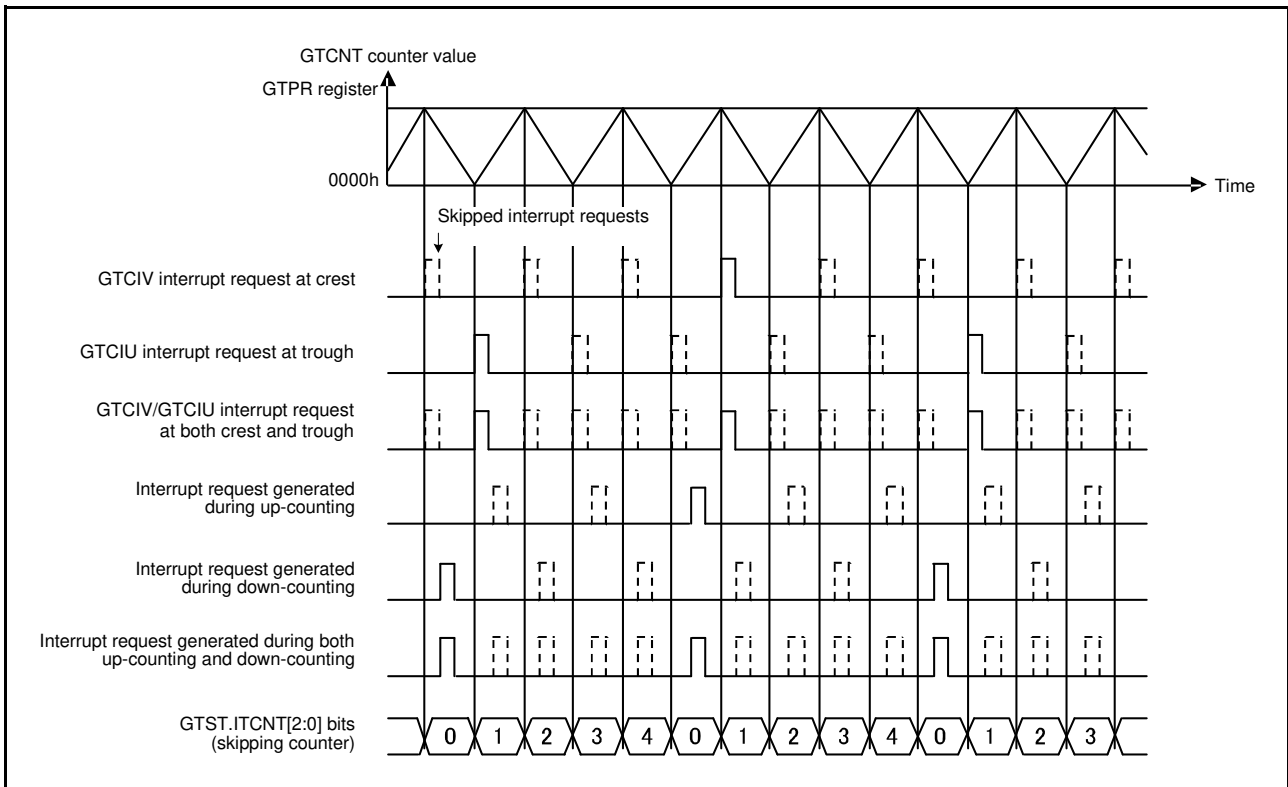 GTCNT counter value
GTPR register
0000h
Time
Skipped interrupt requests
GTCIV interrupt request at crest
GTCIU interrupt request at trough
GTCIV/GTCIU interrupt request
at both crest and trough
Interrupt request generated
during up-counting
Interrupt request generated
during down-counting
Interrupt request generated during both
up-counting and down-counting
GTST.ITCNT[2:0] bits
(skipping counter)
0 1 2 3 4 0 1 2 3 4 0 1 2 3